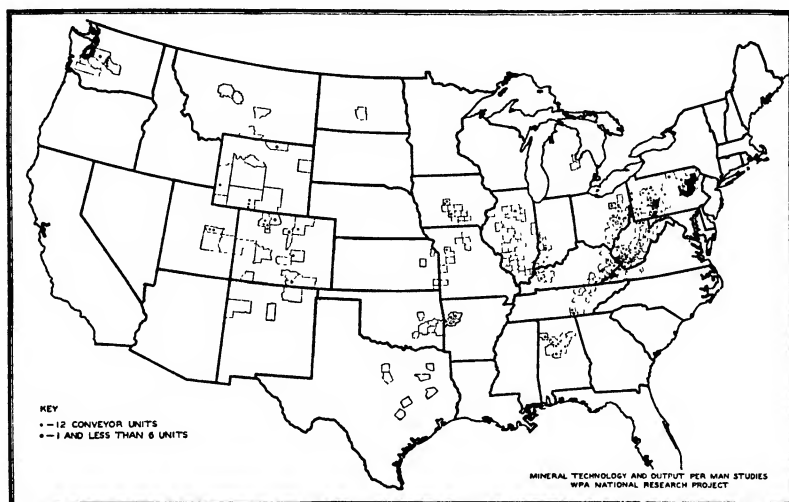 KEY
• -12 CONVEYOR UNITS
• -1 AND LESS THAN 6 UNITS
MINERAL TECHNOLOGY AND OUTPUT PER MAN STUDIES
WPA NATIONAL RESEARCH PROJECT